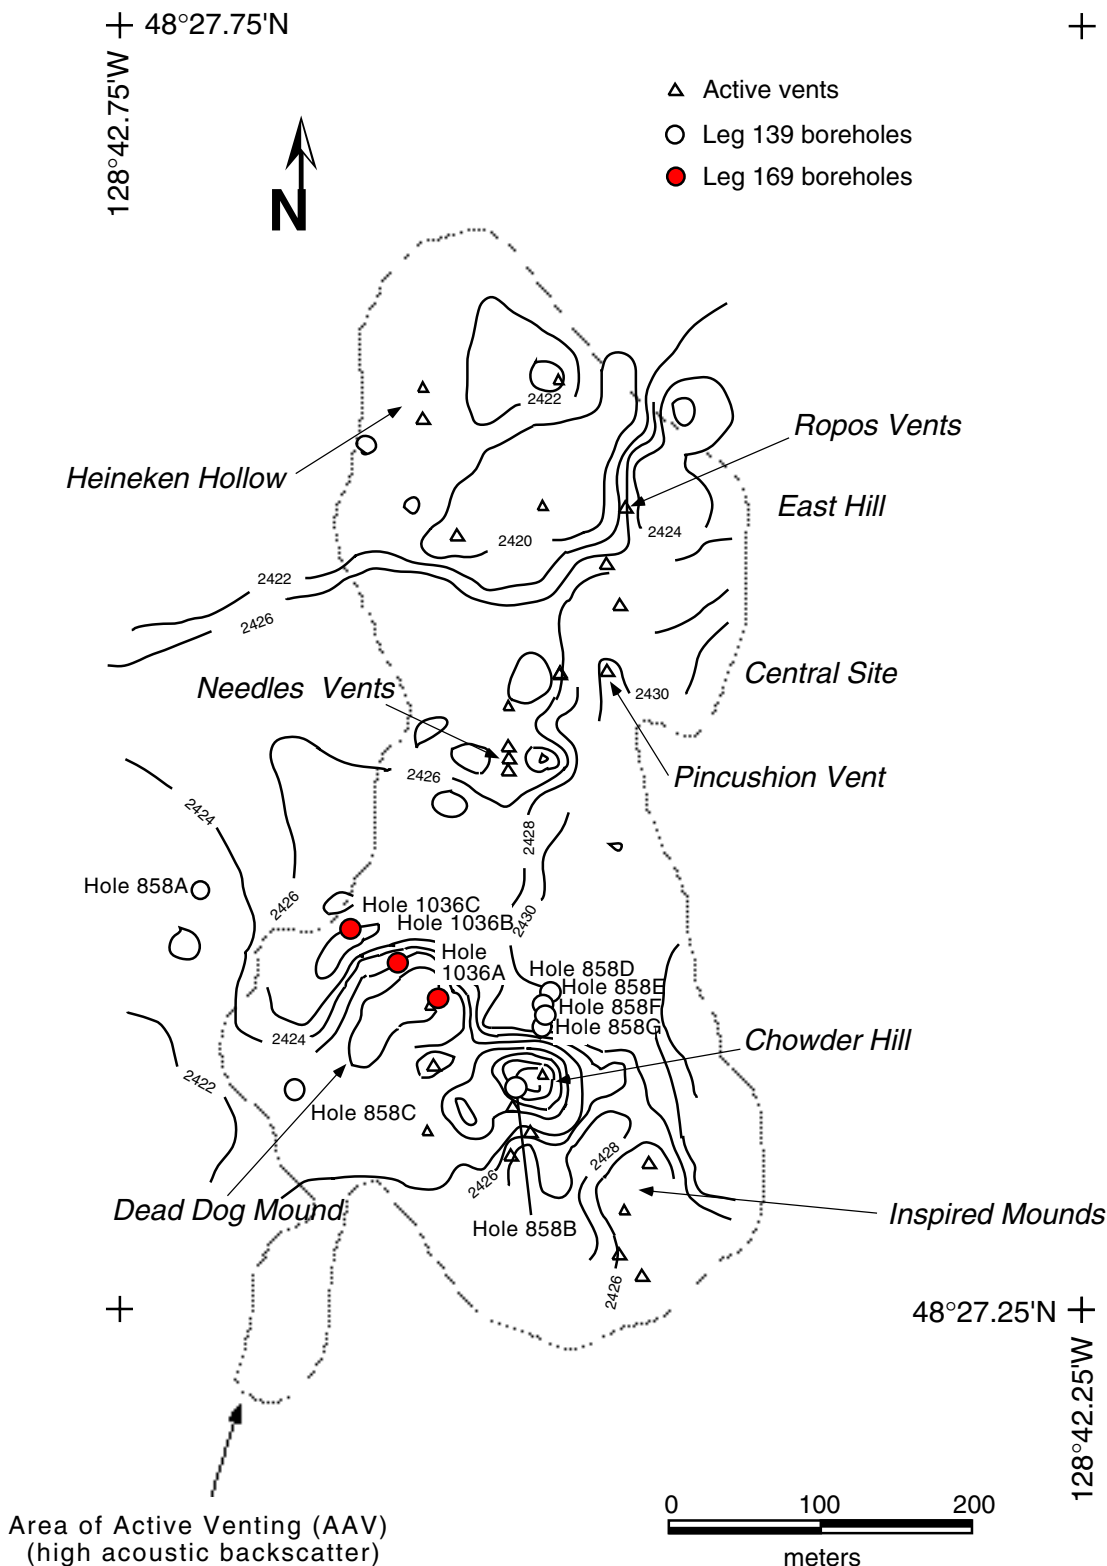 48°27.75'N
128°42.75'W
Active vents
Leg 139 boreholes
Leg 169 boreholes
N
2422
Ropos Vents
Heineken Hollow
East Hill
2424
2420
2422
2426
Central Site
Needles Vents
2430
Pincushion Vent
2426
2424
2428
Hole 858A
2426
Hole 1036C
Hole 1036B
2430
Hole
1036A
Hole 858D
Hole 858E
Hole 858F
Hole 858G
2424
Chowder Hill
2422
Hole 858C
2428
2426
Dead Dog Mound
Inspired Mounds
Hole 858B
2426
48°27.25'N
128°42.25'W
0 100 200
meters
Area of Active Venting (AAV)
(high acoustic backscatter)